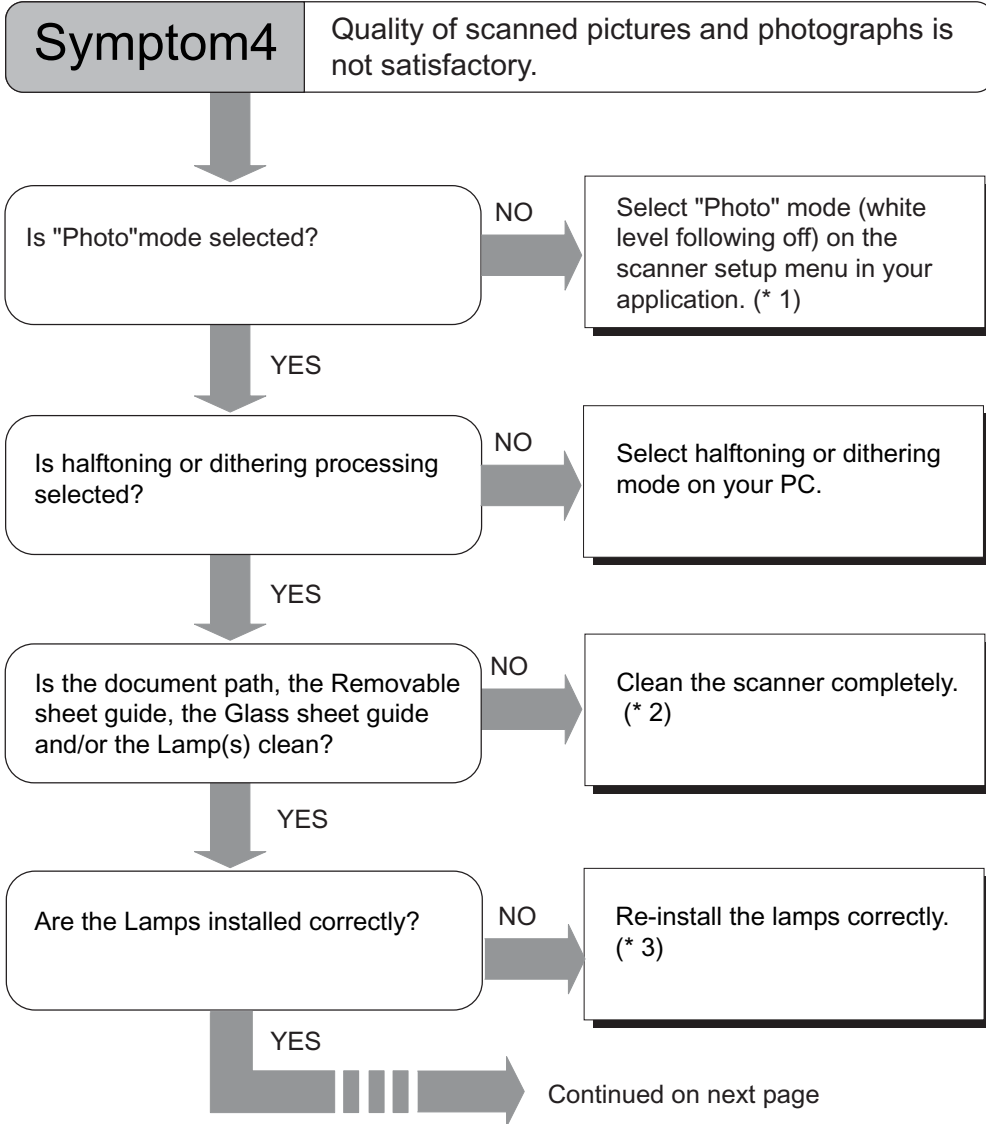 Symptom4
Quality of scanned pictures and photographs is
not satisfactory.
Is "Photo"mode selected?
NO
Select "Photo" mode (white
level following off) on the
scanner setup menu in your
application. (* 1)
YES
Is halftoning or dithering processing
selected?
NO
Select halftoning or dithering
mode on your PC.
YES
Is the document path, the Removable
sheet guide, the Glass sheet guide
and/or the Lamp(s) clean?
NO
Clean the scanner completely.
(* 2)
YES
Are the Lamps installed correctly?
NO
Re-install the lamps correctly.
(* 3)
YES
Continued on next page